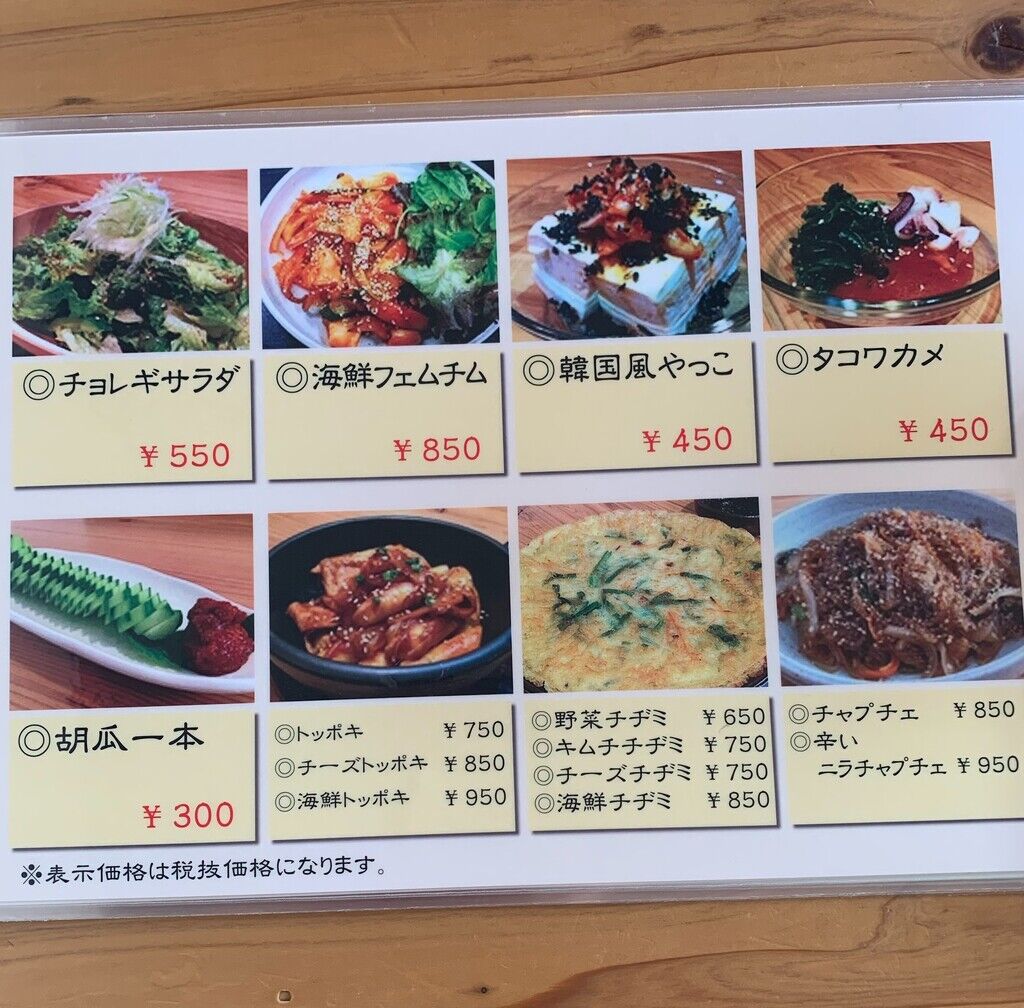 ◎チョレギサラダ
¥550
◎海鮮フェムチム
¥850
◎韓国風やっこ
¥450
◎タコワカメ
¥450
◎胡瓜一本
¥300
◎トッポキ ¥750
◎チーズトッポキ ¥850
◎海鮮トッポキ ¥950
◎野菜チヂミ ¥650
◎キムチチヂミ ¥750
◎チーズチヂミ ¥750
◎海鮮チヂミ ¥850
◎チャプチェ ¥850
◎辛い
ニラチャプチェ ¥950
※表示価格は税抜価格になります。